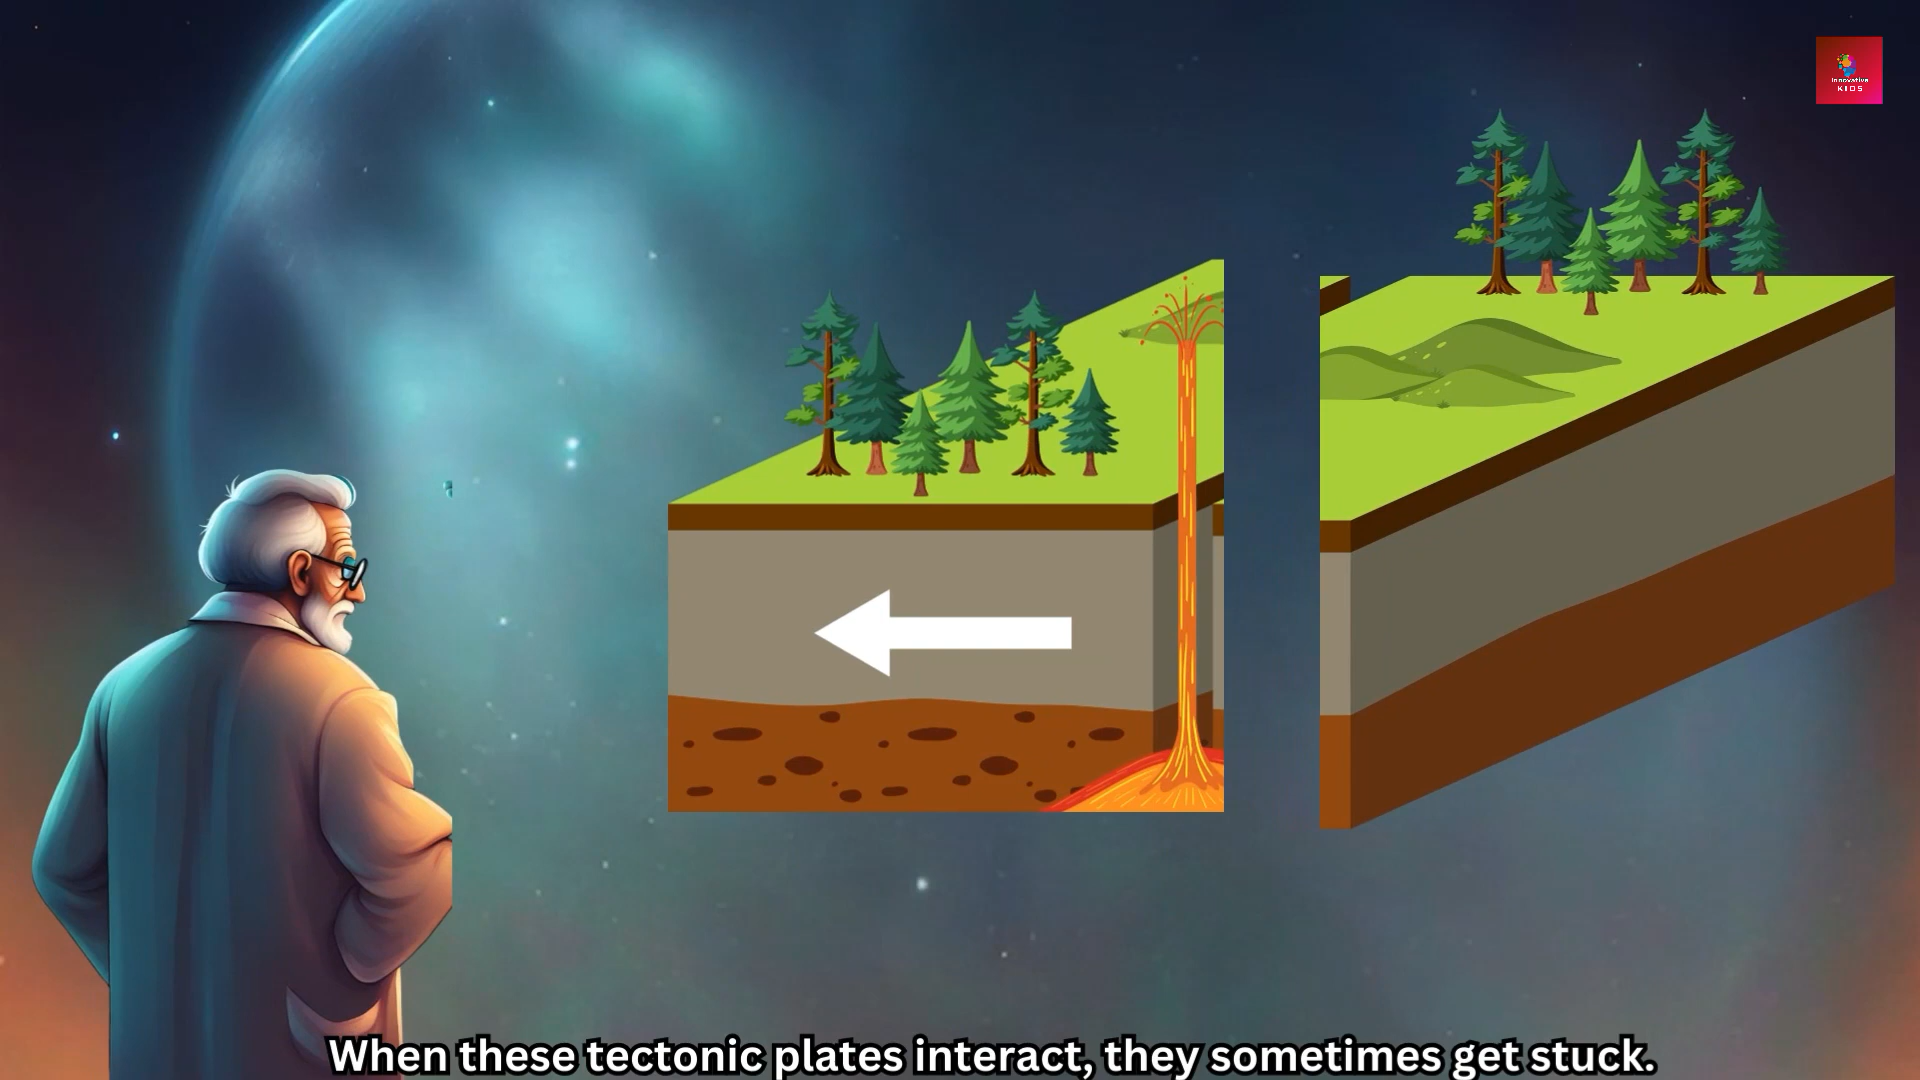 Innovative
KIDS
When these tectonic plates interact, they sometimes get stuck.